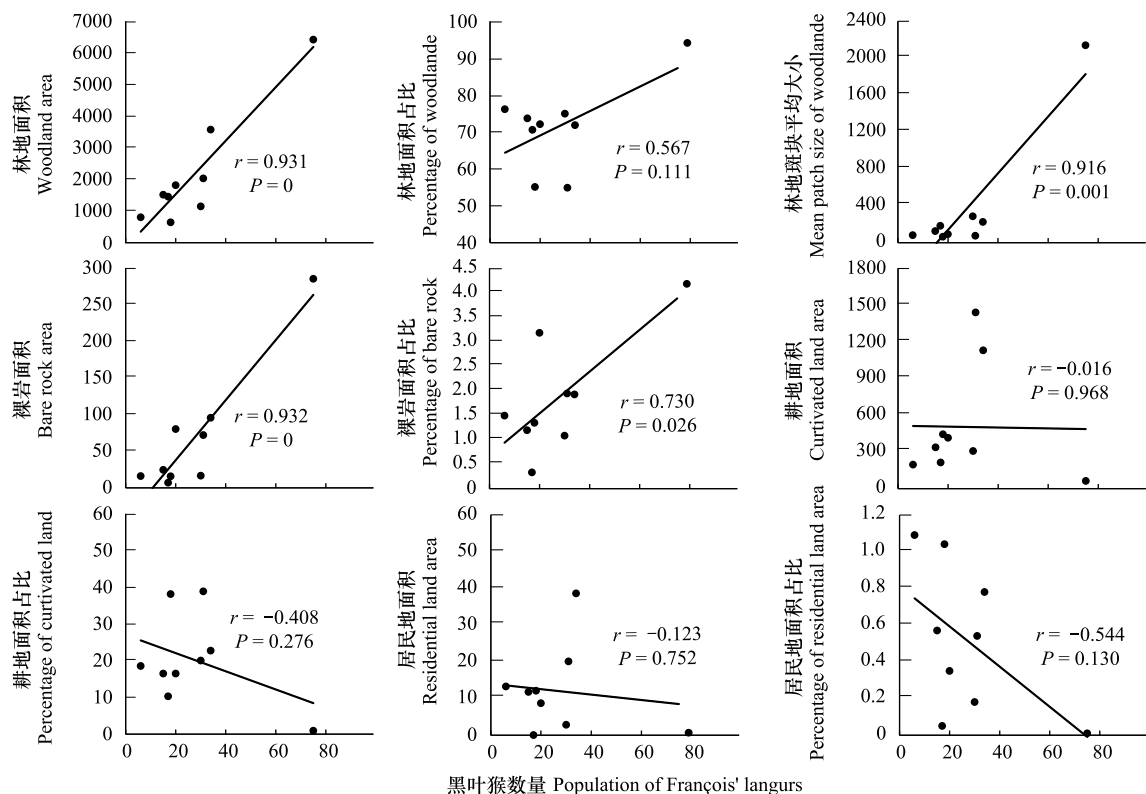 7000
6000
5000
4000
3000
2000
1000
0
林地面积
Woodland area
r = 0.931
P = 0
100
90
80
70
60
50
40
林地面积占比
Percentage of woodlande
r = 0.567
P = 0.111
2400
2000
1600
1200
800
400
0
林地斑块平均大小
Mean patch size of woodlande
r = 0.916
P = 0.001
300
250
200
150
100
50
0
裸岩面积
Bare rock area
r = 0.932
P = 0
4.5
4.0
3.5
3.0
2.5
2.0
1.5
1.0
0.5
0
裸岩面积占比
Percentage of bare rock
r = 0.730
P = 0.026
1800
1500
1200
900
600
300
0
耕地面积
Curtivated land area
r = −0.016
P = 0.968
60
50
40
30
20
10
0
耕地面积占比
Percentage of curtivated land
r = −0.408
P = 0.276
0 20 40 60 80
60
50
40
30
20
10
0
居民地面积
Residential land area
r = −0.123
P = 0.752
0 20 40 60 80
1.2
1.0
0.8
0.6
0.4
0.2
0
居民地面积占比
Percentage of residential land area
r = −0.544
P = 0.130
0 20 40 60 80
黑叶猴数量 Population of François' langurs